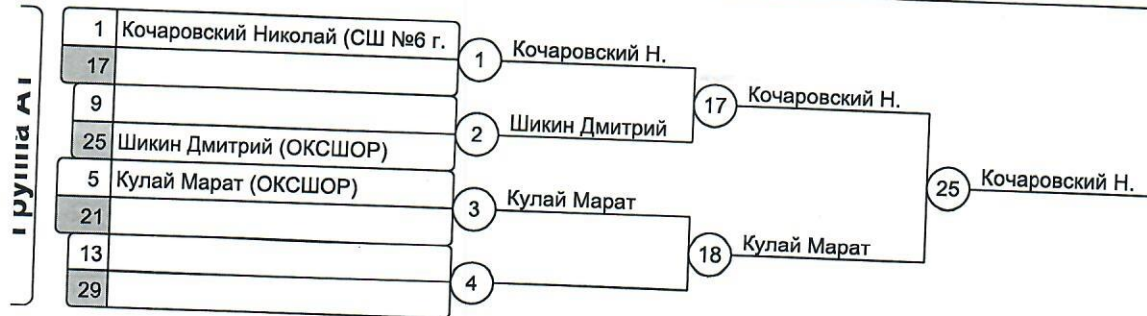 Группа А1
1 Кочаровский Николай (СШ №6 г.
17
9
25 Шикин Дмитрий (ОКСШОР)
5 Кулай Марат (ОКСШОР)
21
13
29
1 Кочаровский Н.
2 Шикин Дмитрий
3 Кулай Марат
4
17 Кочаровский Н.
18 Кулай Марат
25 Кочаровский Н.